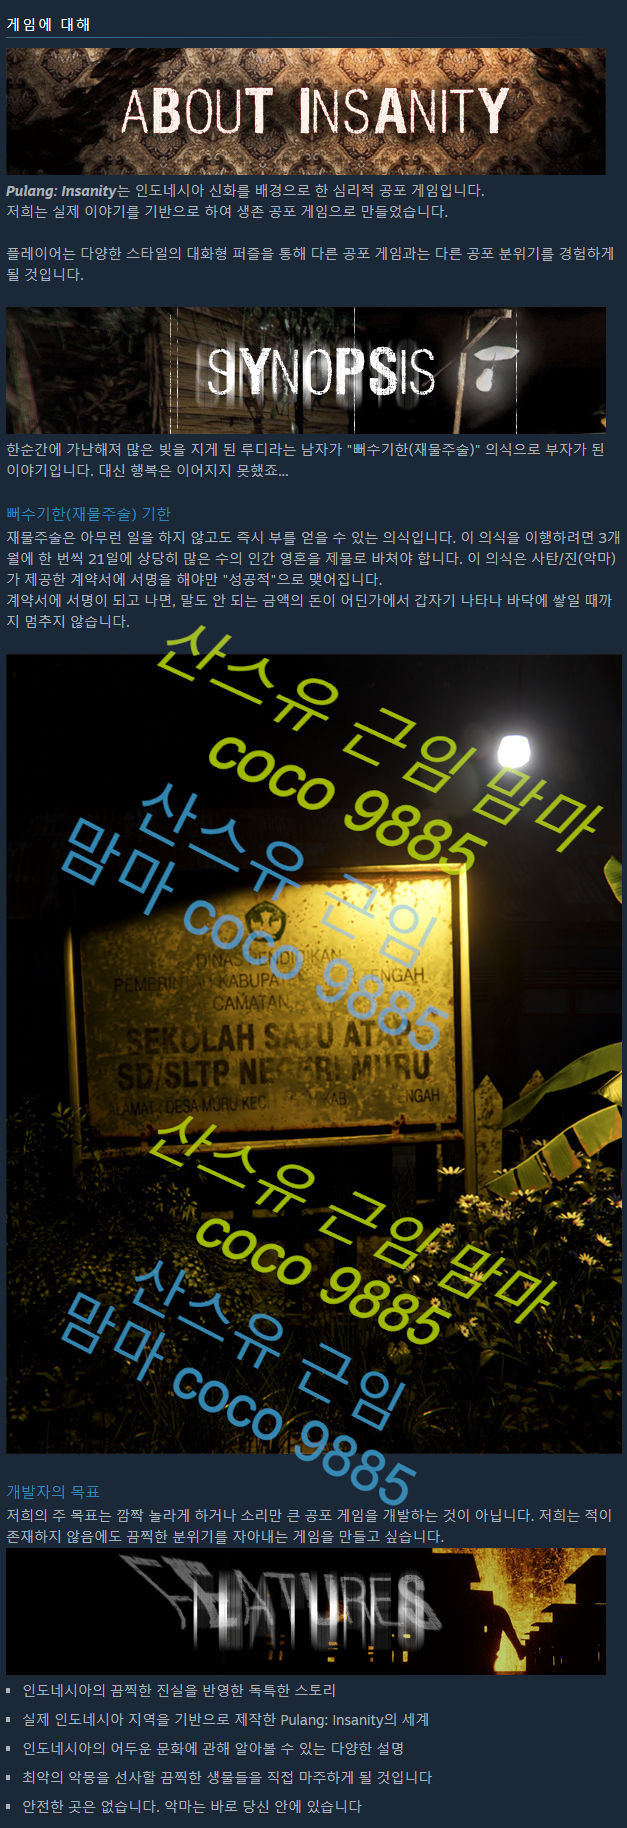 게임에 대해
ABOUT INSANITY
Pulang: Insanity는 인도네시아 신화를 배경으로 한 심리적 공포 게임입니다.
저희는 실제 이야기를 기반으로 하여 생존 공포 게임으로 만들었습니다.
플레이어는 다양한 스타일의 대화형 퍼즐을 통해 다른 공포 게임과는 다른 공포 분위기를 경험하게
될 것입니다.
SYNOPSIS
한순간에 가난해져 많은 빚을 지게 된 루디라는 남자가 "뻐수기한(재물주술)" 의식으로 부자가 된
이야기입니다. 대신 행복은 이어지지 못했죠...
뻐수기한(재물주술) 기한
재물주술은 아무런 일을 하지 않고도 즉시 부를 얻을 수 있는 의식입니다. 이 의식을 이행하려면 3개
월에 한 번씩 21일에 상당히 많은 수의 인간 영혼을 제물로 바쳐야 합니다. 이 의식은 사탄/진(악마)
가 제공한 계약서에 서명을 해야만 "성공적"으로 맺어집니다.
계약서에 서명이 되고 나면, 말도 안 되는 금액의 돈이 어딘가에서 갑자기 나타나 바닥에 쌓일 때까
지 멈추지 않습니다.
산스유 근임 맘마
coco 9885
산스유 근임
맘마 coco 9885
DINAS PENDIDIKAN
PEMERINTAH KABUPATEN TENGAH
CAMATAN
SEKOLAH SATU ATAP
SD/SLTP NEGERI MURU
ALAMAT : DESA MURU KEC. KAB. ENGAH
산스유 근임 맘마
coco 9885
산스유 근임
맘마 coco 9885
개발자의 목표
저희의 주 목표는 깜짝 놀라게 하거나 소리만 큰 공포 게임을 개발하는 것이 아닙니다. 저희는 적이
존재하지 않음에도 끔찍한 분위기를 자아내는 게임을 만들고 싶습니다.
FEATURES
인도네시아의 끔찍한 진실을 반영한 독특한 스토리
실제 인도네시아 지역을 기반으로 제작한 Pulang: Insanity의 세계
인도네시아의 어두운 문화에 관해 알아볼 수 있는 다양한 설명
최악의 악몽을 선사할 끔찍한 생물들을 직접 마주하게 될 것입니다
안전한 곳은 없습니다. 악마는 바로 당신 안에 있습니다